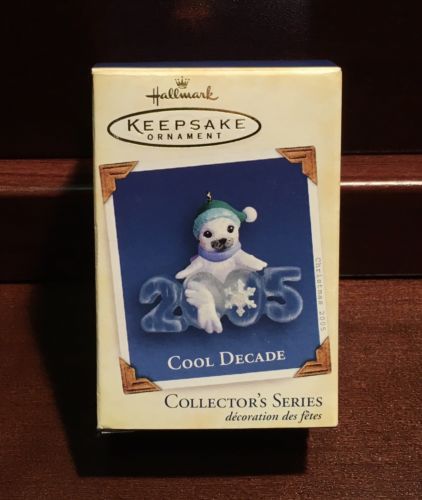 Hallmark
KEEPSAKE
ORNAMENT
2005
Christmas 2005
COOL DECADE
COLLECTOR'S SERIES
décoration des fêtes